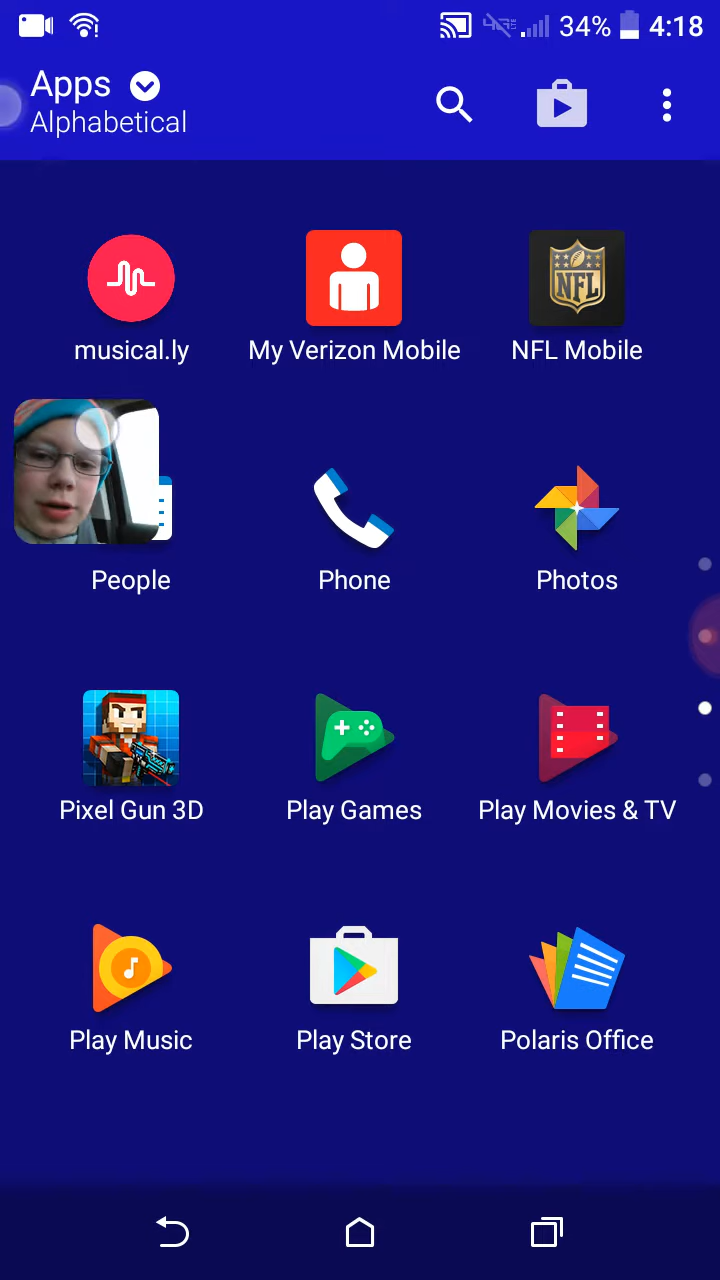 34% 4:18
Apps
Alphabetical
musical.ly My Verizon Mobile NFL Mobile
NFL
People Phone Photos
Pixel Gun 3D Play Games Play Movies & TV
Play Music Play Store Polaris Office